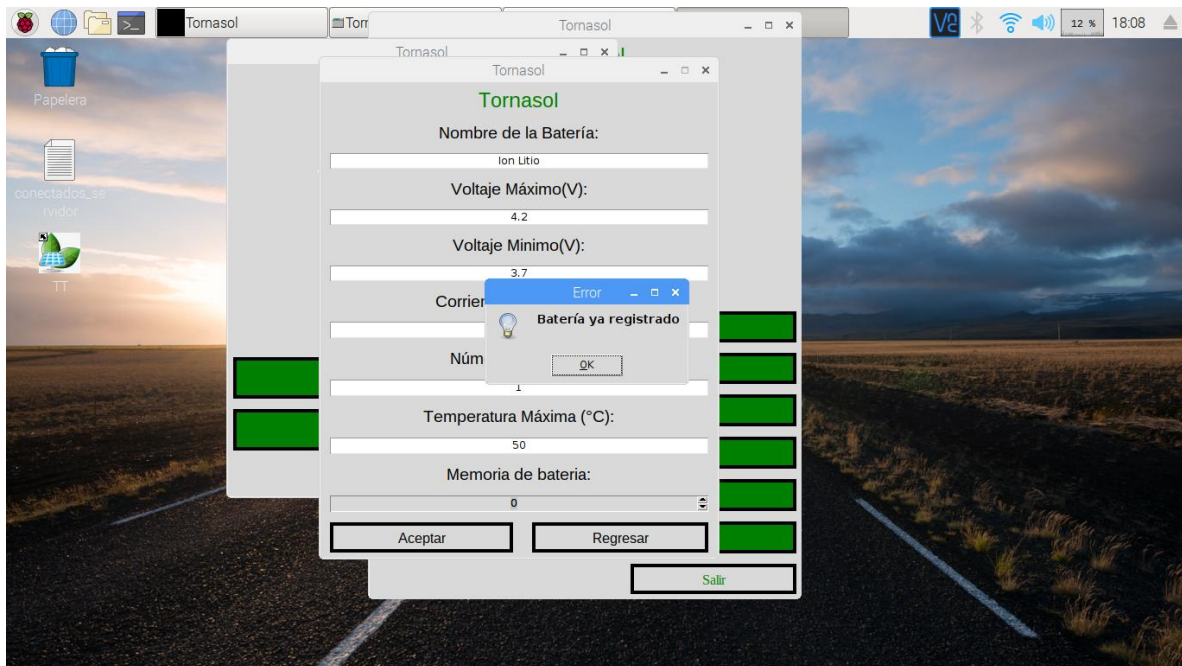 Tornasol
Torr
12 %
18:08
Papelera
conectados_se
rvidor
TT
Tornasol
Tornasol
Tornasol
Tornasol
Nombre de la Batería:
Ion Litio
Voltaje Máximo(V):
4.2
Voltaje Minimo(V):
3.7
Corrier
Error
Batería ya registrado
OK
Núm
1
Temperatura Máxima (°C):
50
Memoria de bateria:
0
Aceptar
Regresar
Salir